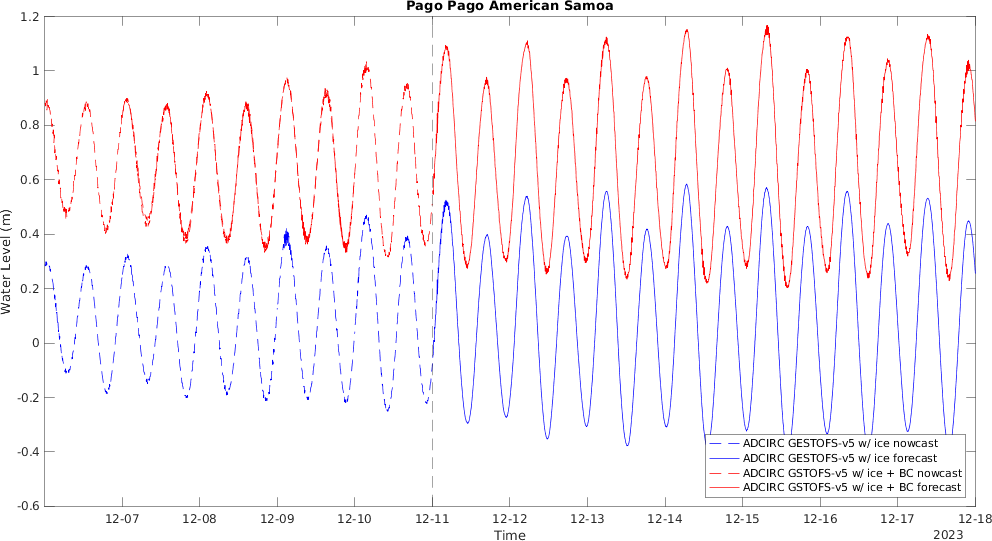 Pago Pago American Samoa
Water Level (m)
1.2
1
0.8
0.6
0.4
0.2
0
-0.2
-0.4
-0.6
ADCIRC GESTOFS-v5 w/ ice nowcast
ADCIRC GESTOFS-v5 w/ ice forecast
ADCIRC GSTOFS-v5 w/ ice + BC nowcast
ADCIRC GSTOFS-v5 w/ ice + BC forecast
12-07 12-08 12-09 12-10 12-11 12-12 12-13 12-14 12-15 12-16 12-17 12-18
Time
2023